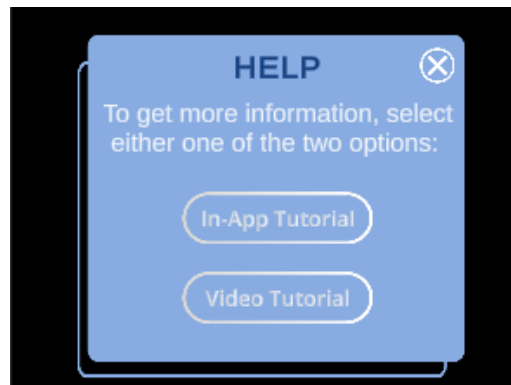 HELP
To get more information, select
either one of the two options:
In-App Tutorial
Video Tutorial